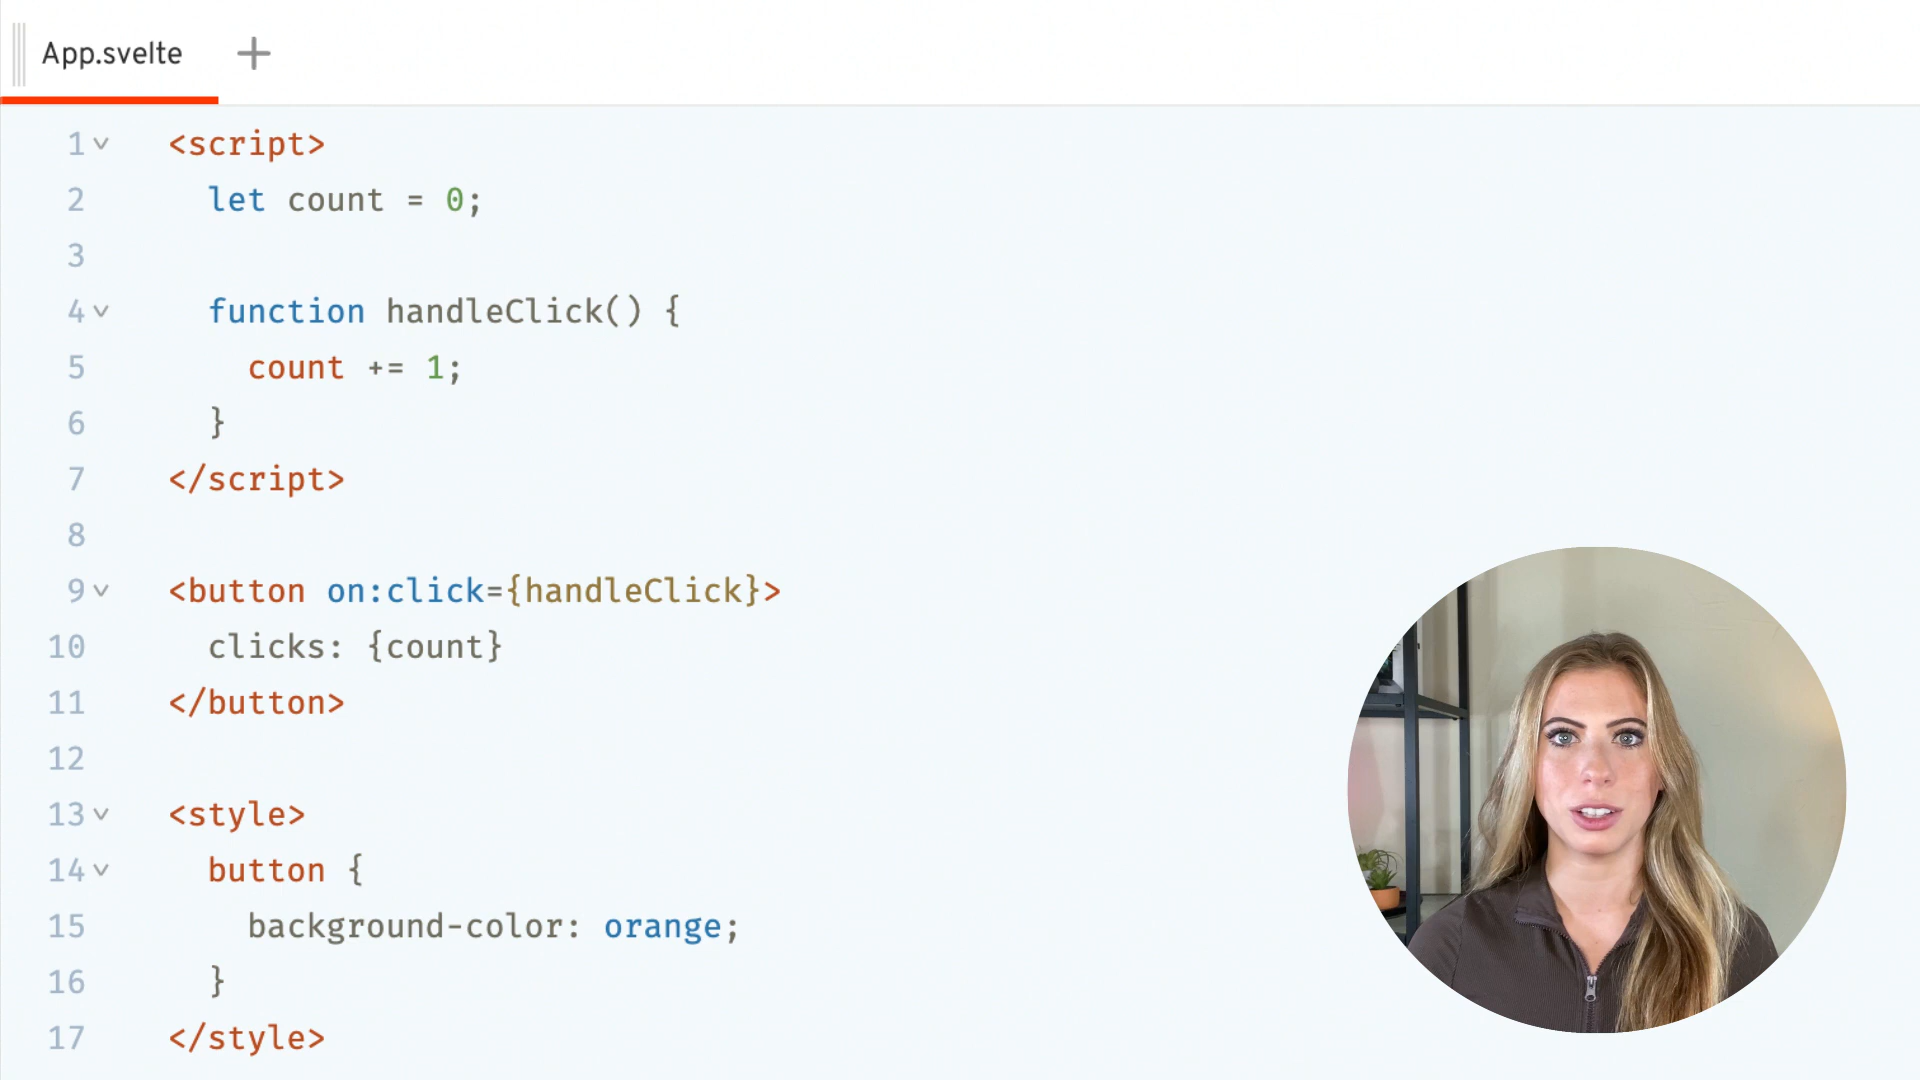 App.svelte
1 <script>
2 let count = 0;
3
4 function handleClick() {
5 count += 1;
6 }
7 </script>
8
9 <button on:click={handleClick}>
10 clicks: {count}
11 </button>
12
13 <style>
14 button {
15 background-color: orange;
16 }
17 </style>